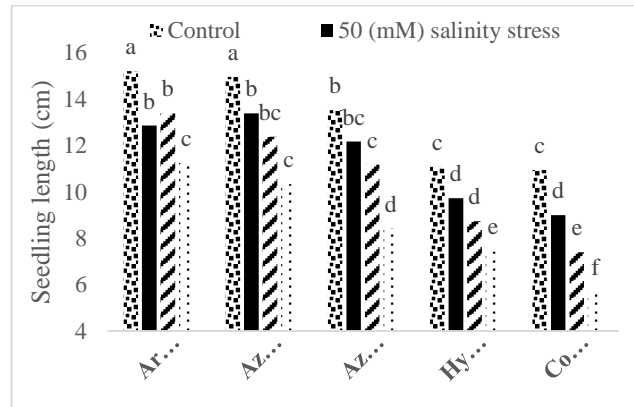 Control 50 (mM) salinity stress
Seedling length (cm)
16
14
12
10
8
6
4
a b b c
a b bc c
b bc c d
c d d e
c d e f
Ar...
Az...
Az...
Hy...
Co...